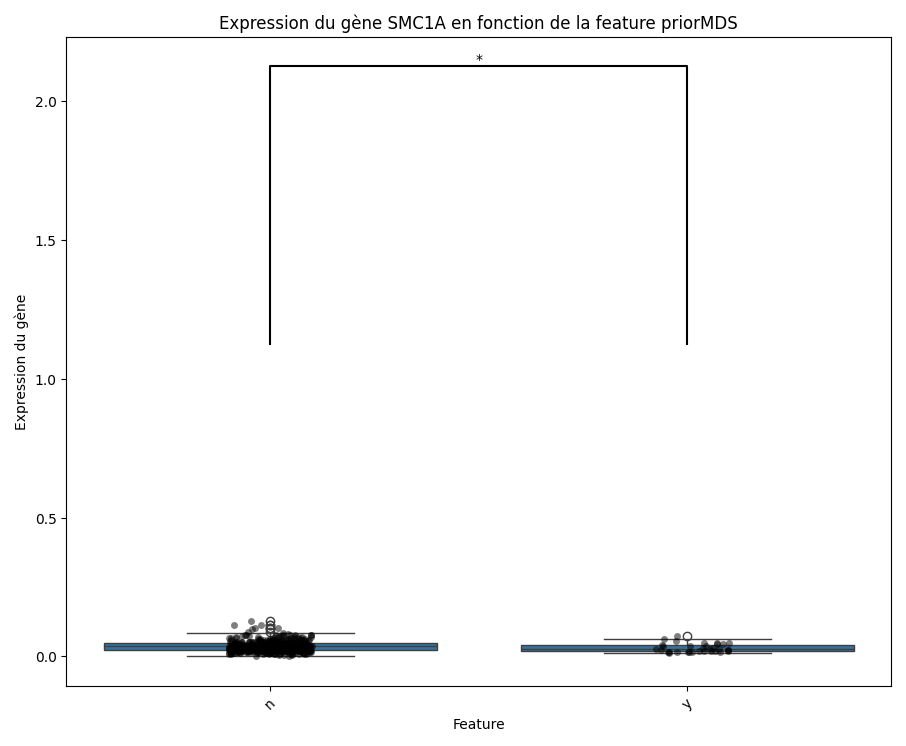 Expression du gène SMC1A en fonction de la feature priorMDS
*
2.0
1.5
1.0
0.5
0.0
Expression du gène
n
y
Feature